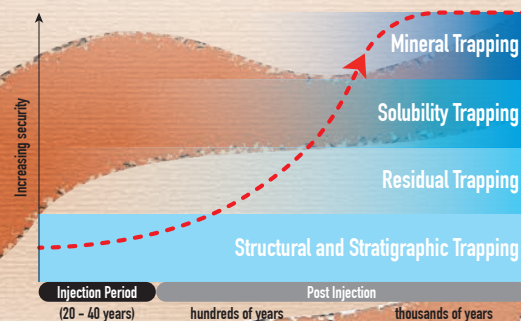 Mineral Trapping
Solubility Trapping
Residual Trapping
Structural and Stratigraphic Trapping
Increasing security
Injection Period
Post Injection
(20 – 40 years)
hundreds of years
thousands of years